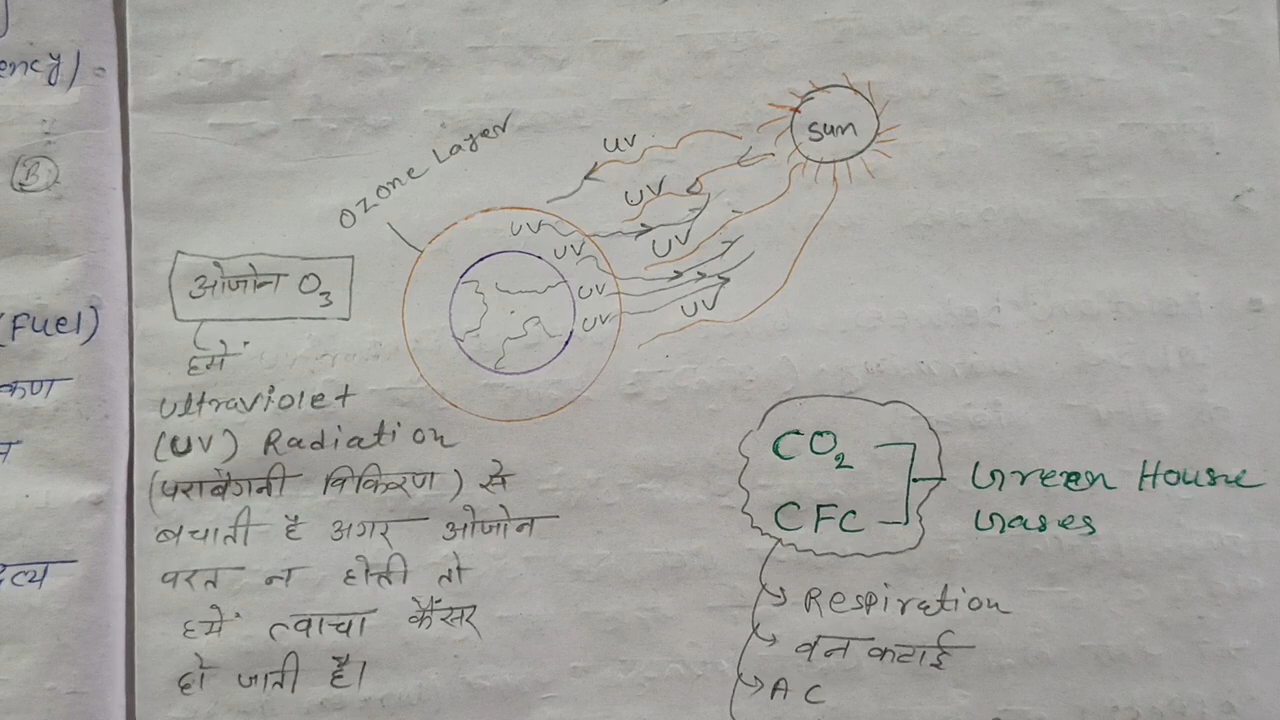 ency) =
B
(Fuel)
कण
Sun
UV
UV
UV
UV
UV
UV
UV
UV
Ozone Layer
ओजोन O3
हमें
Ultraviolet
(UV) Radiation
(पराबैगनी विकिरण) से
बचाती है अगर ओजोन
परत न होती तो
हमें त्वाचा कैंसर
हो जाती है।
CO2
CFC
Green House
Gases
Respiration
वन कटाई
AC